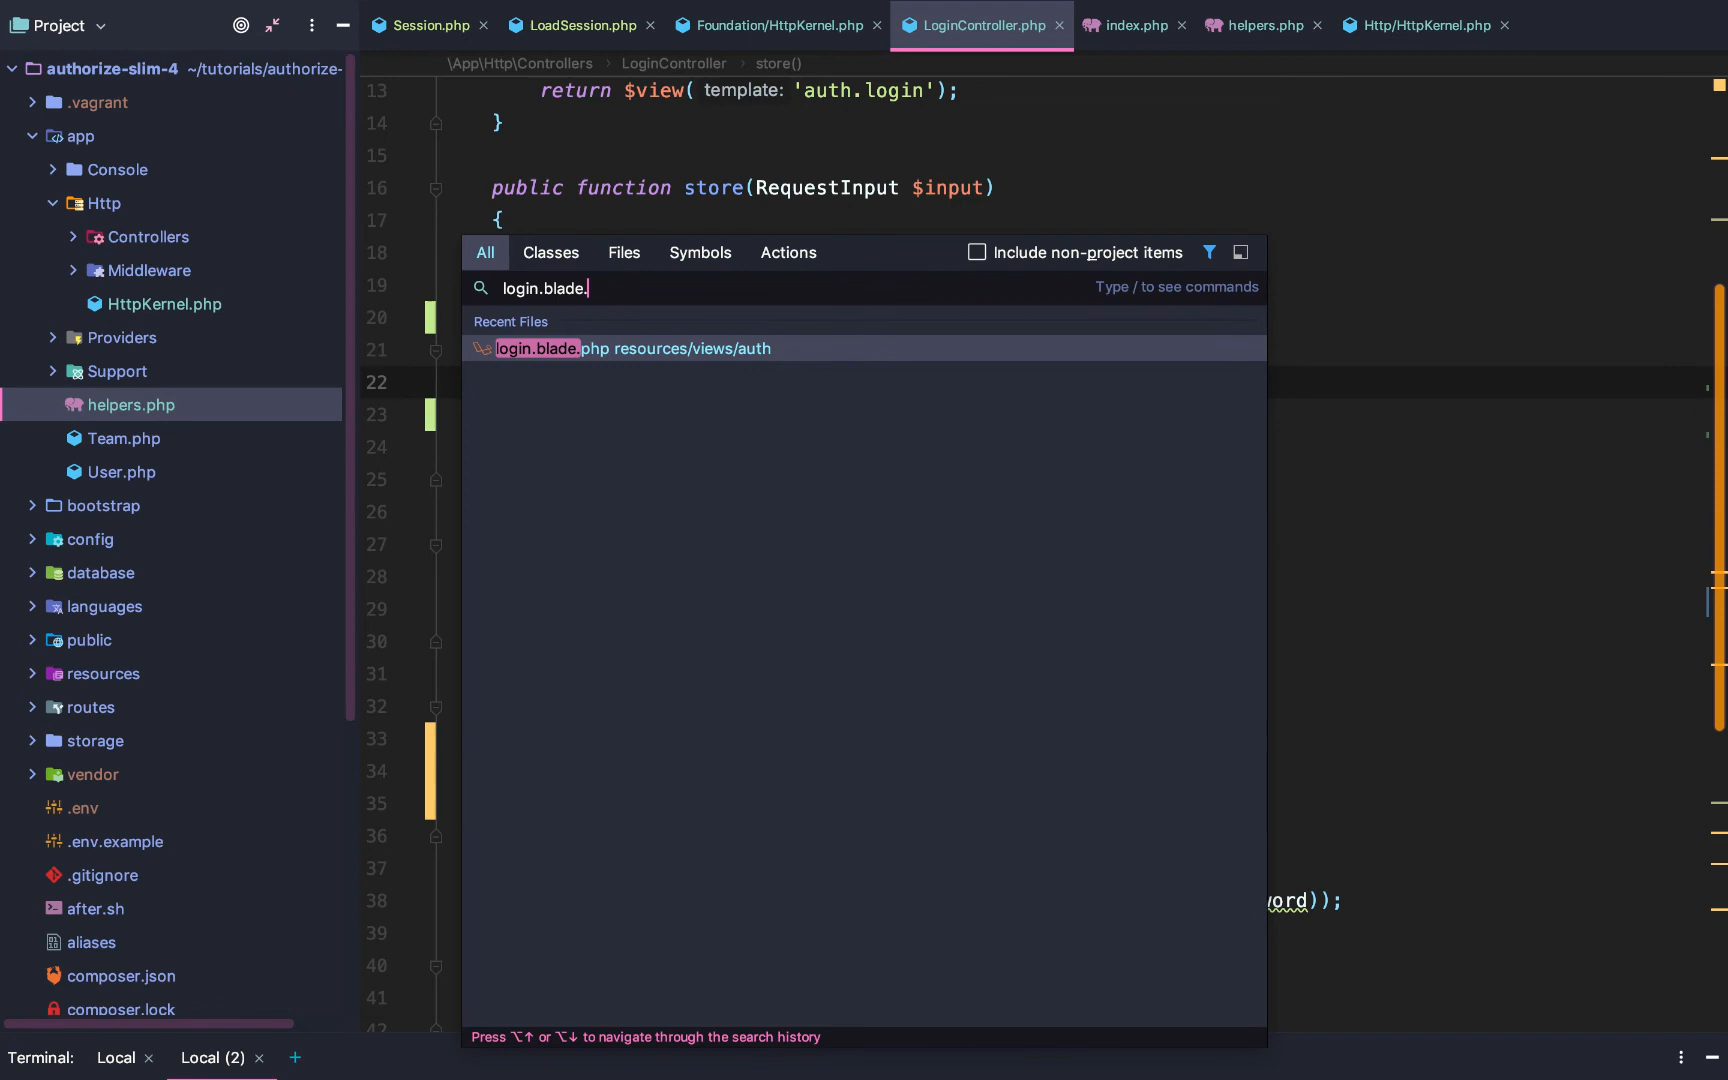 Project
Session.php
LoadSession.php
Foundation/HttpKernel.php
LoginController.php
index.php
helpers.php
Http/HttpKernel.php
authorize-slim-4 ~/tutorials/authorize-
.vagrant
app
Console
Http
Controllers
Middleware
HttpKernel.php
Providers
Support
helpers.php
Team.php
User.php
bootstrap
config
database
languages
public
resources
routes
storage
vendor
.env
.env.example
.gitignore
after.sh
aliases
composer.json
composer.lock
\App\Http\Controllers > LoginController > store()
13 return $view( template: 'auth.login');
14 }
15
16 public function store(RequestInput $input)
17 {
18
19
20
21
22
23
24
25
26
27
28
29
30
31
32
33
34
35
36
37
38 word));
39
40
41
42
All Classes Files Symbols Actions Include non-project items
login.blade. Type / to see commands
Recent Files
login.blade.php resources/views/auth
Press ⌥↑ or ⌥↓ to navigate through the search history
Terminal: Local × Local (2) × +